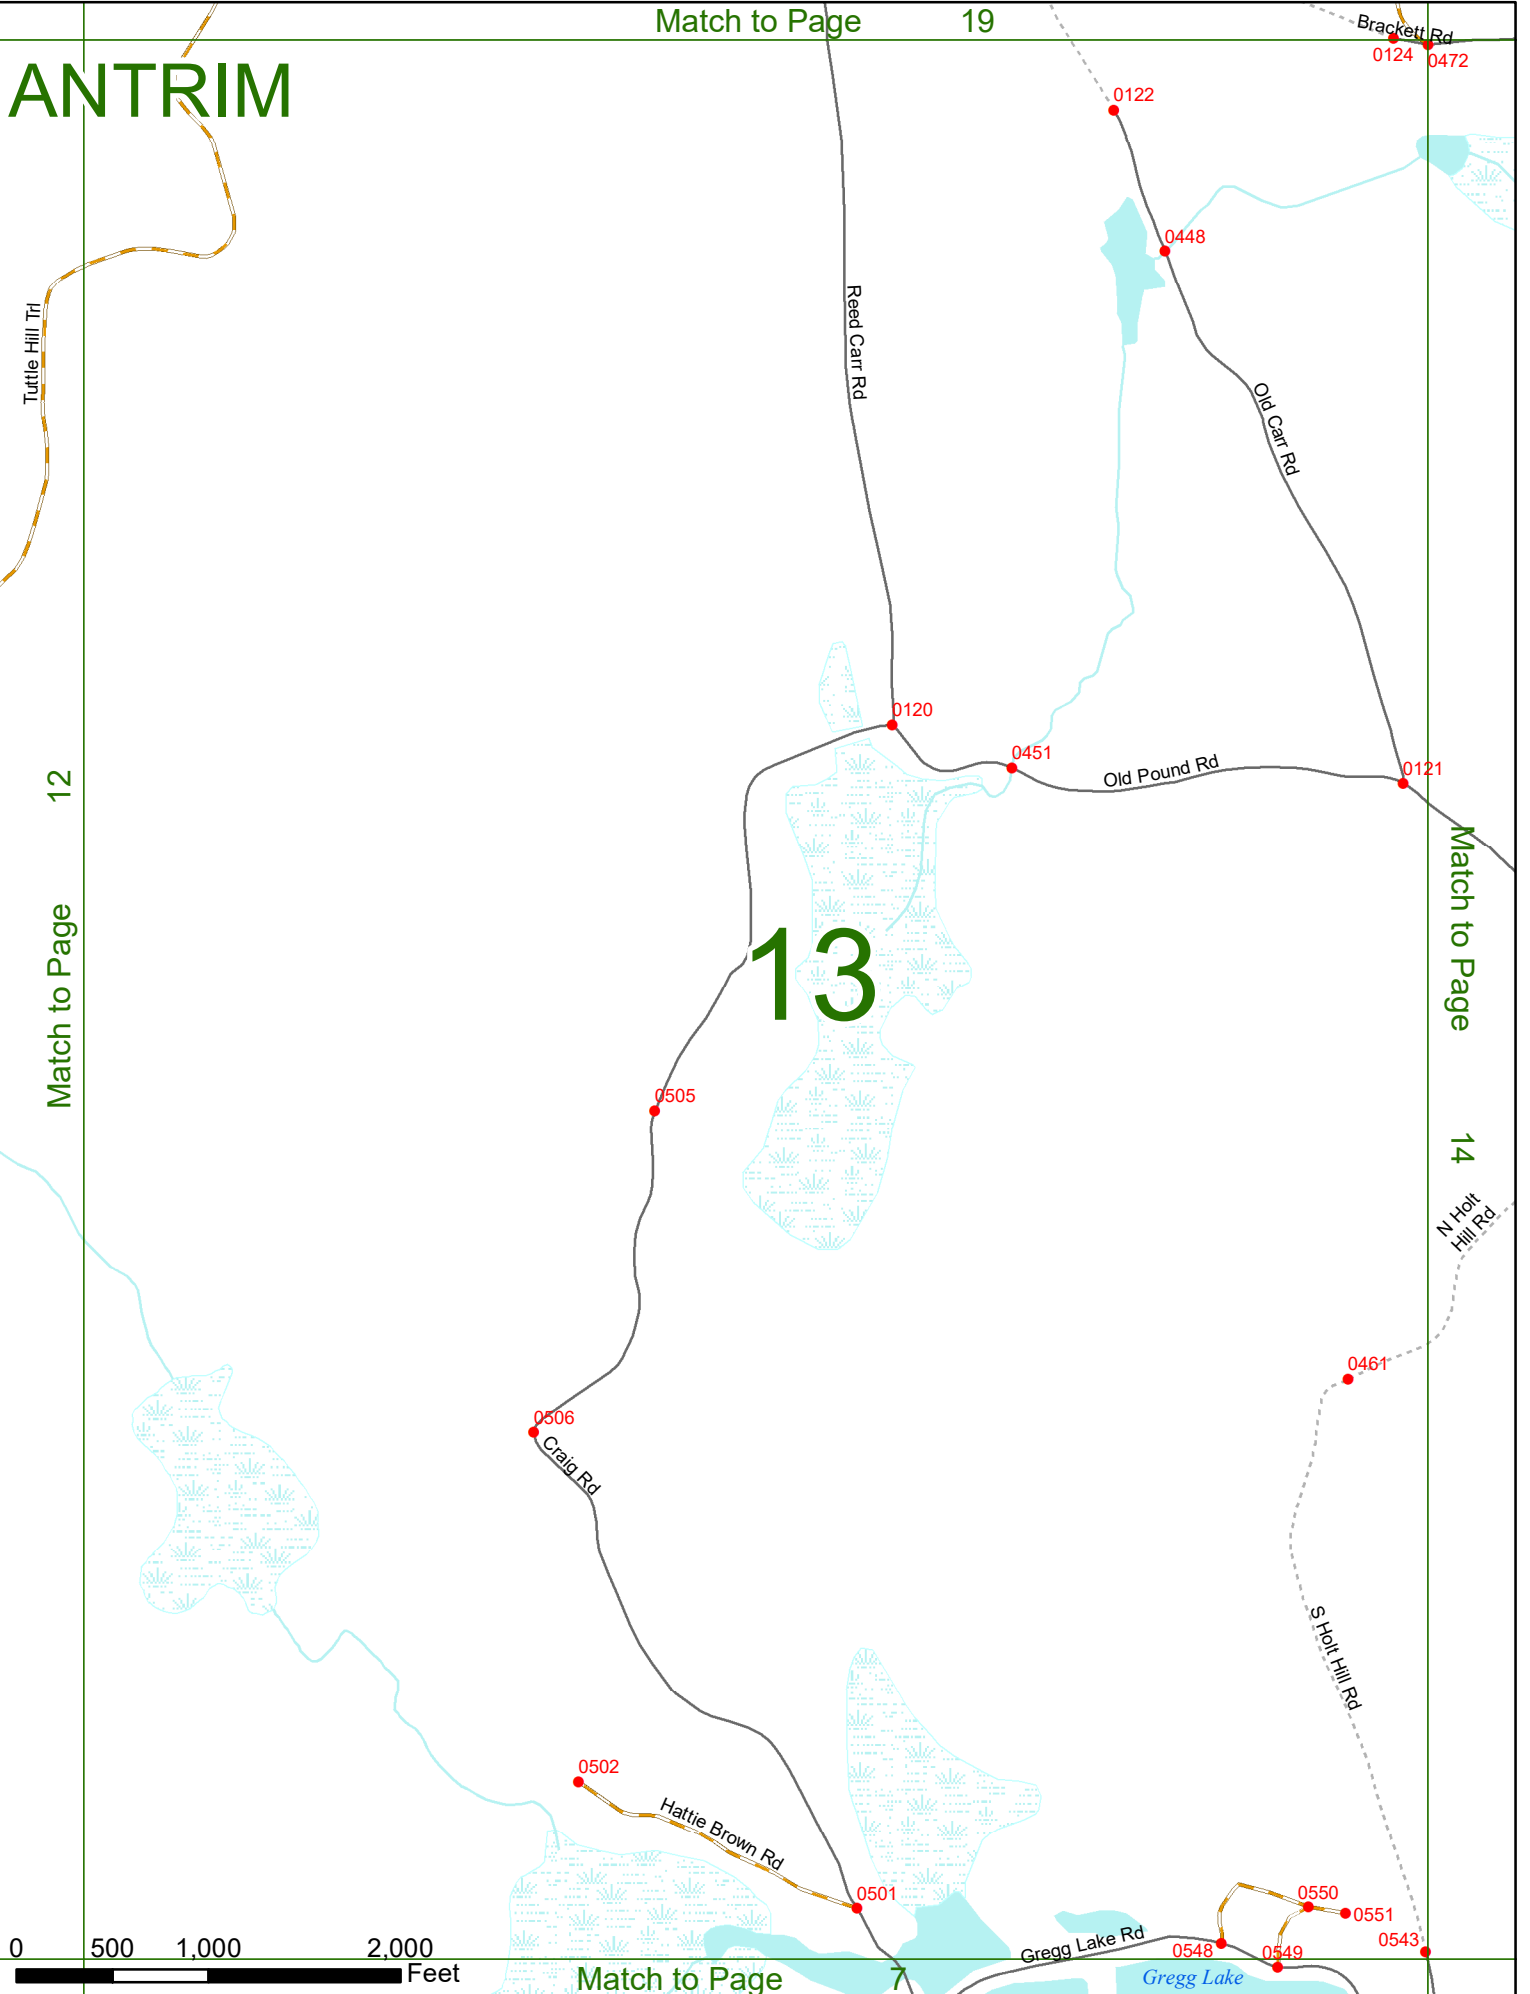 Match to Page 19
Brackett Rd
0124
0472
ANTRIM
0122
0448
Reed Carr Rd
Tuttle Hill Trl
Old Carr Rd
0120
0451
Old Pound Rd
0121
Match to Page 12
Match to Page 14
13
0505
N Holt
Hill Rd
0461
0506
Craig Rd
S Holt Hill Rd
0502
Hattie Brown Rd
0501
0550
0551
0548
0549
0543
Gregg Lake Rd
Gregg Lake
0 500 1,000 2,000
Feet
Match to Page 7